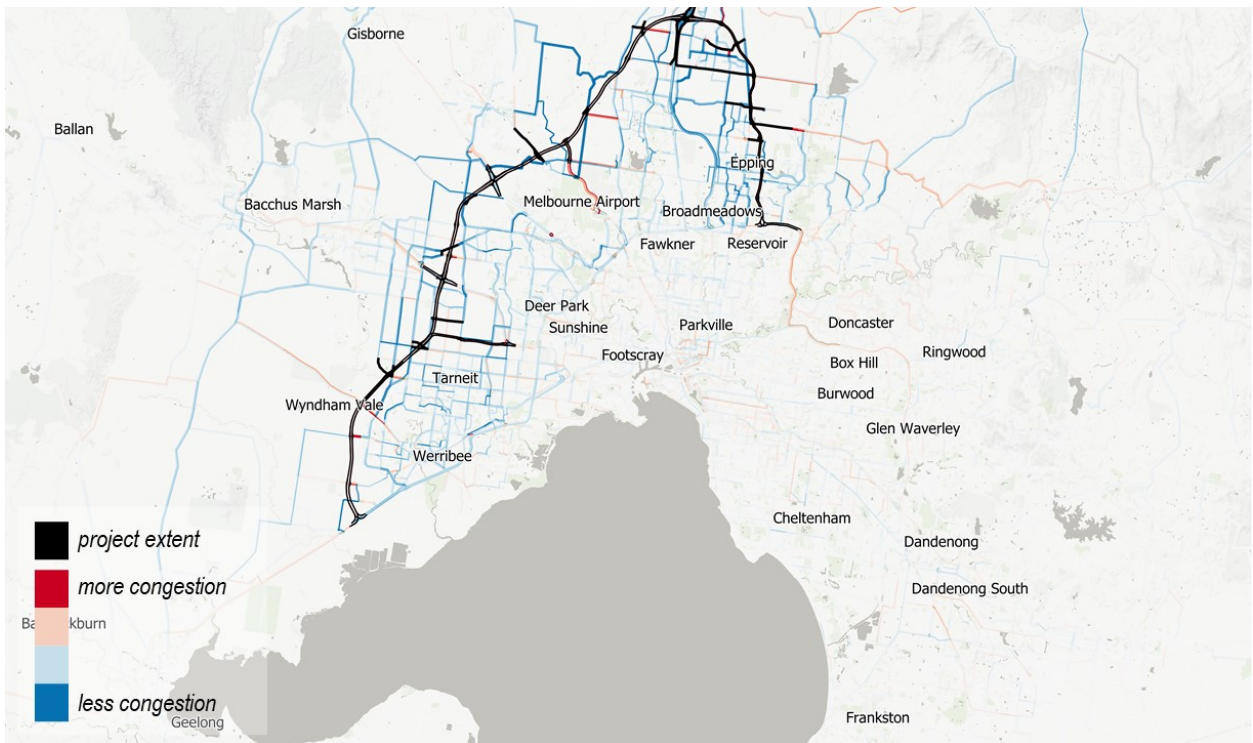 Gisborne
Ballan
Epping
Bacchus Marsh
Melbourne Airport
Broadmeadows
Fawkner
Reservoir
Deer Park
Sunshine
Parkville
Doncaster
Footscray
Box Hill
Ringwood
Tarneit
Burwood
Wyndham Vale
Glen Waverley
Werribee
Cheltenham
Dandenong
Dandenong South
Frankston
project extent
more congestion
less congestion
Geelong